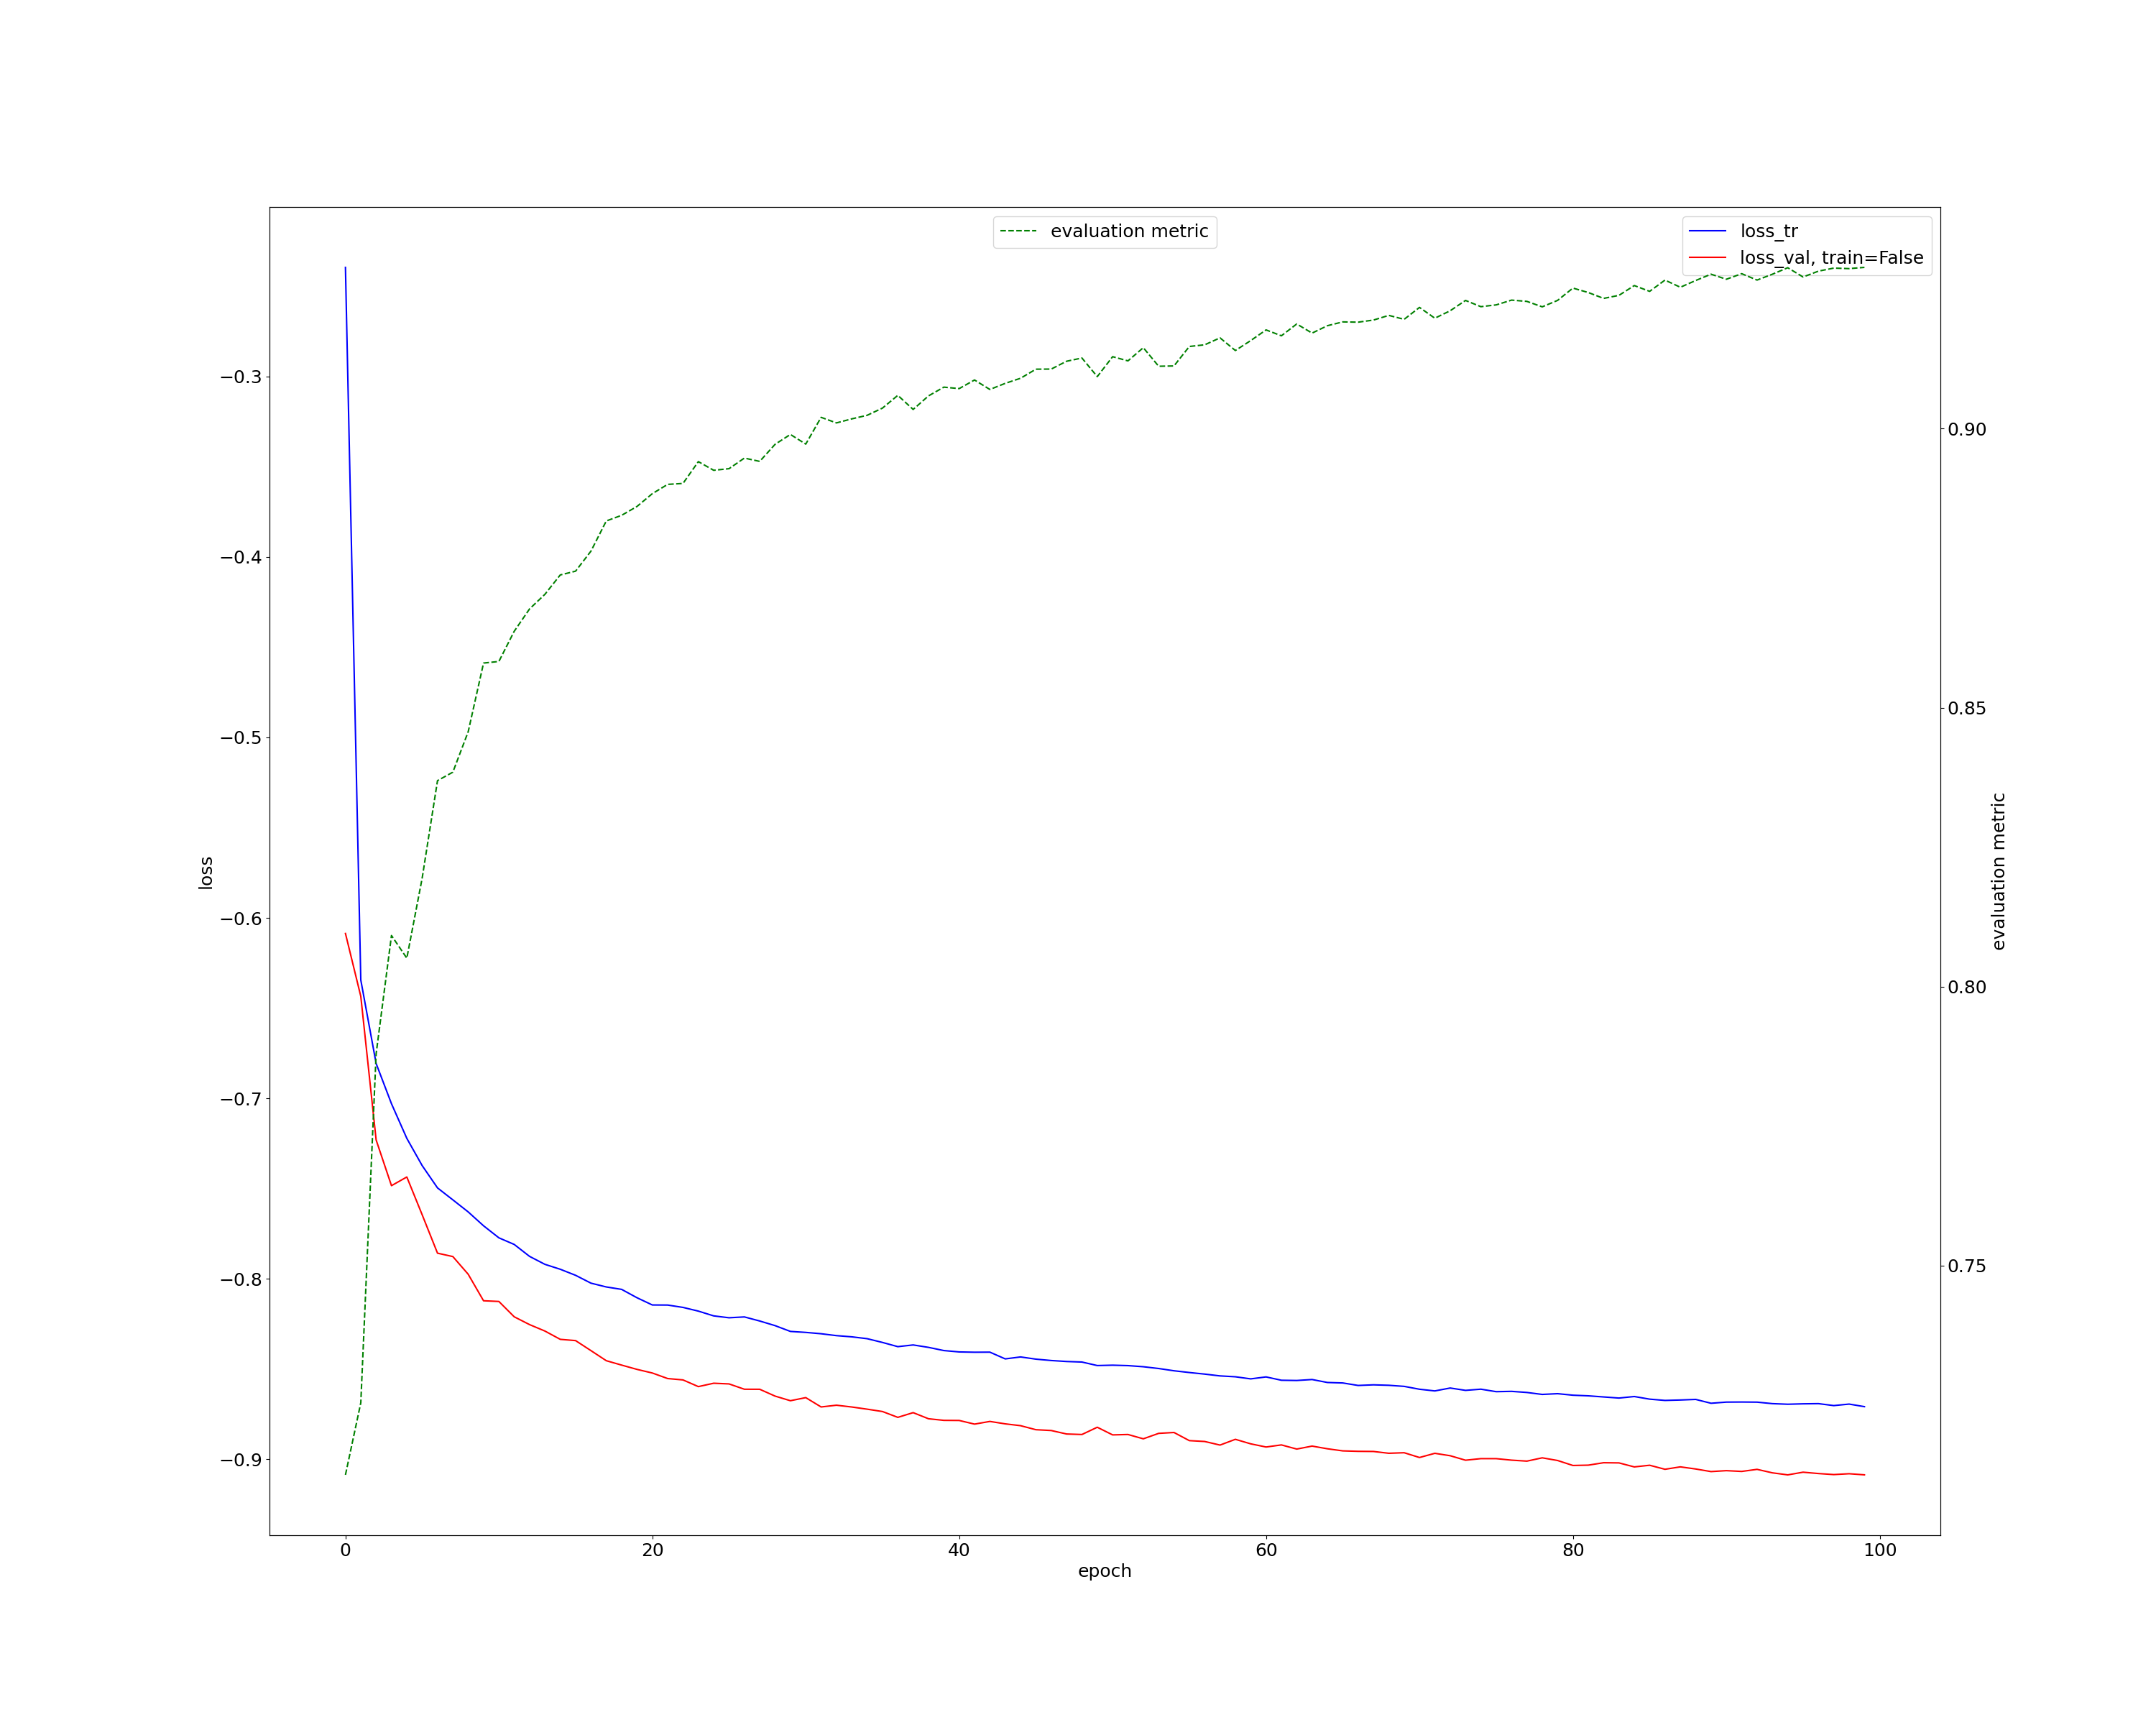 evaluation metric
loss_tr
loss_val, train=False
−0.3
−0.4
−0.5
−0.6
−0.7
−0.8
−0.9
loss
0.90
0.85
0.80
0.75
evaluation metric
0 20 40 60 80 100
epoch